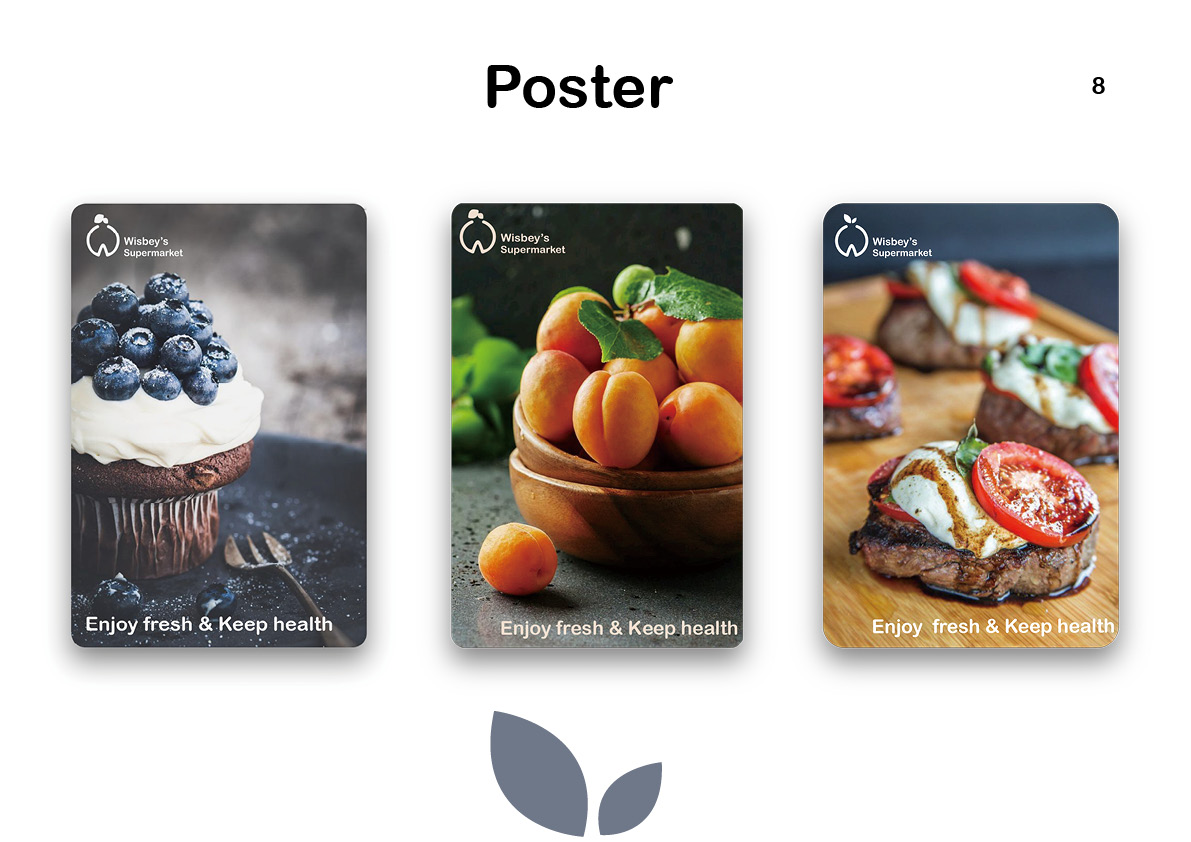 Poster
8
Wisbey's
Supermarket
Enjoy fresh & Keep health
Wisbey's
Supermarket
Enjoy fresh & Keep health
Wisbey's
Supermarket
Enjoy  fresh & Keep health